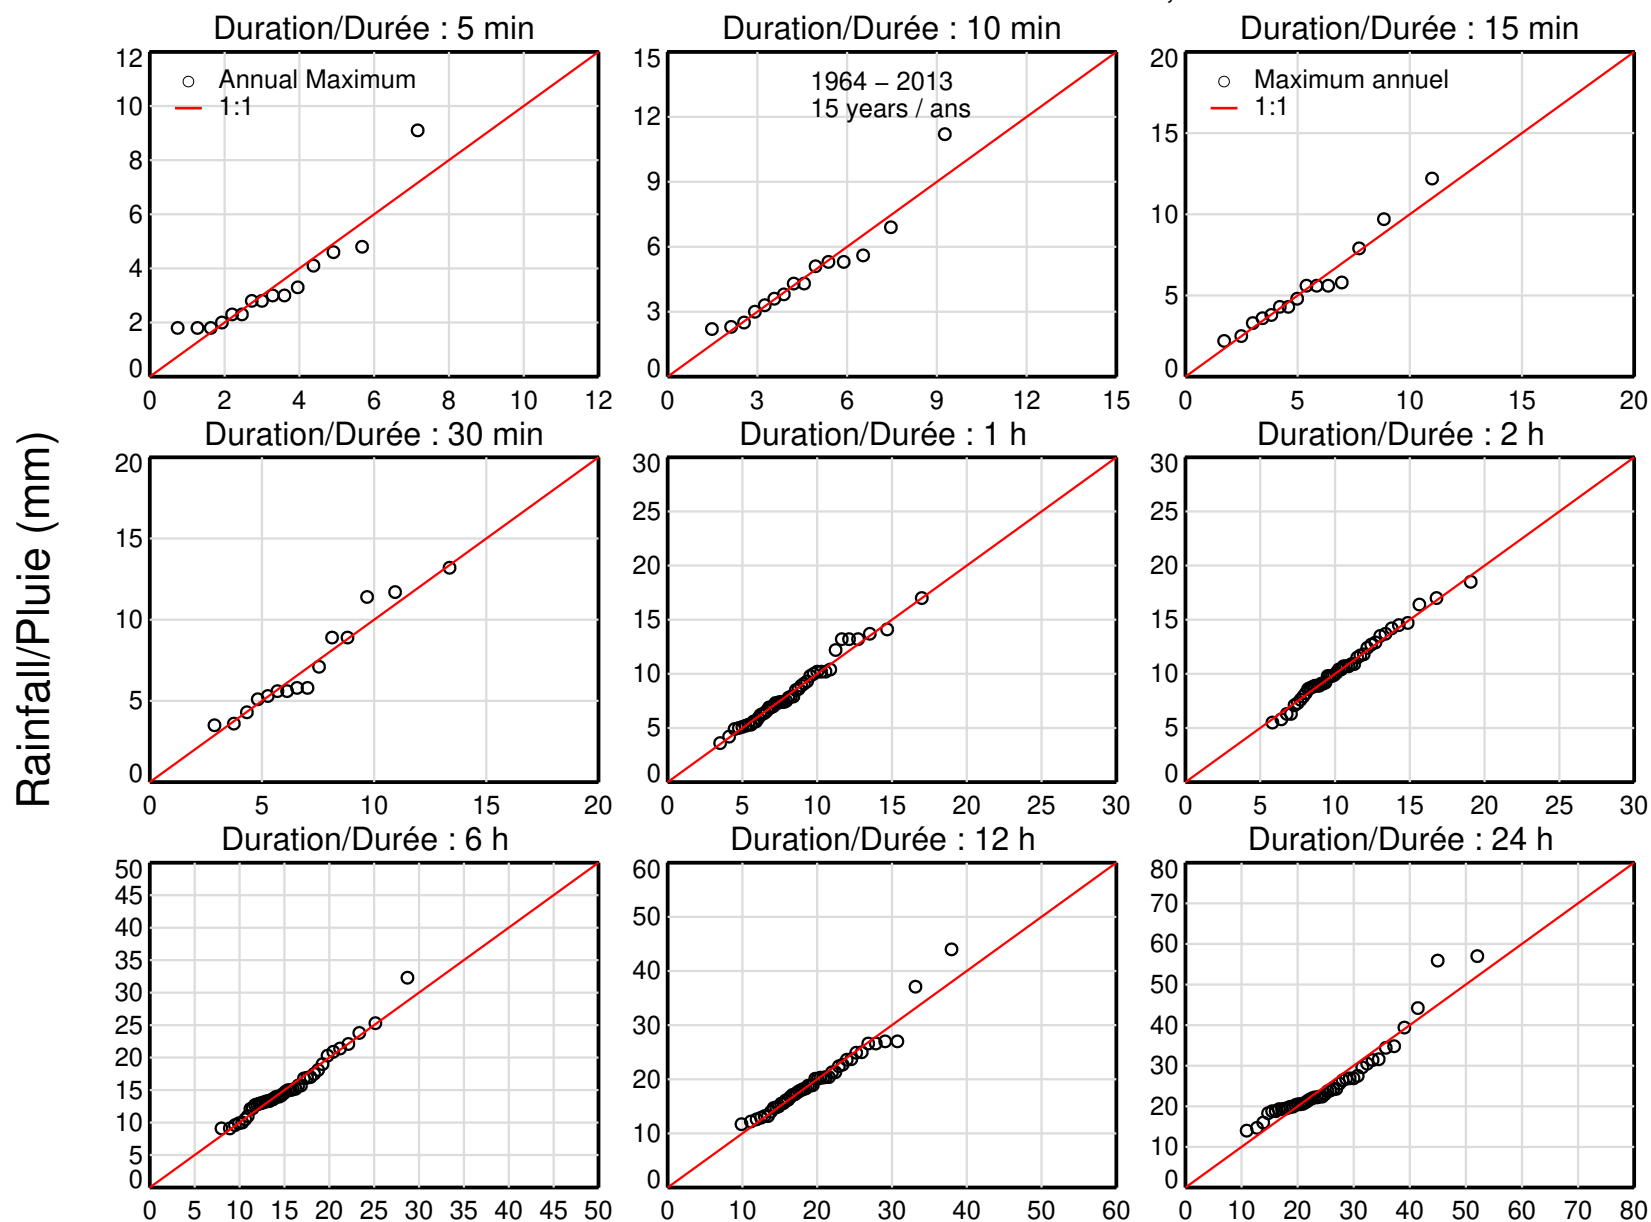 Duration/Durée : 5 min
12
10
8
6
4
2
0
0 2 4 6 8 10 12
Annual Maximum
1:1
Duration/Durée : 10 min
15
12
9
6
3
0
0 3 6 9 12 15
1964 – 2013
15 years / ans
Duration/Durée : 15 min
20
15
10
5
0
0 5 10 15 20
Maximum annuel
1:1
Rainfall/Pluie (mm)
Duration/Durée : 30 min
20
15
10
5
0
0 5 10 15 20
Duration/Durée : 1 h
30
25
20
15
10
5
0
0 5 10 15 20 25 30
Duration/Durée : 2 h
30
25
20
15
10
5
0
0 5 10 15 20 25 30
Duration/Durée : 6 h
50
45
40
35
30
25
20
15
10
5
0
0 5 10 15 20 25 30 35 40 45 50
Duration/Durée : 12 h
60
50
40
30
20
10
0
0 10 20 30 40 50 60
Duration/Durée : 24 h
80
70
60
50
40
30
20
10
0
0 10 20 30 40 50 60 70 80